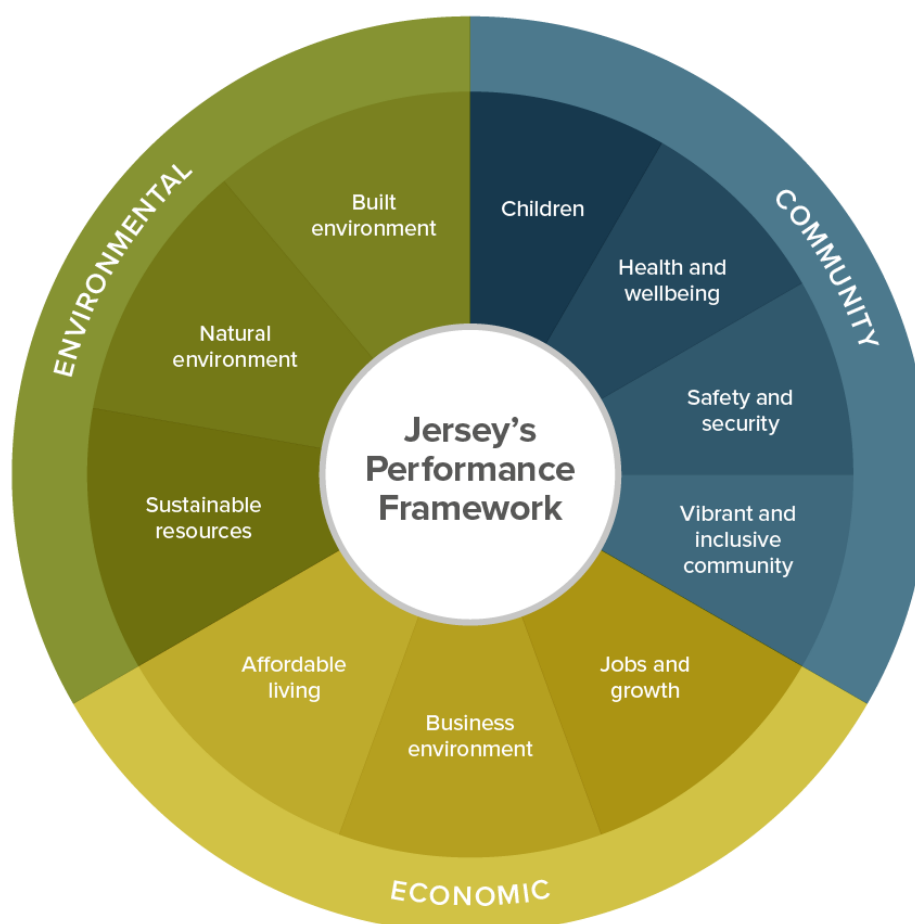 Jersey’s
Performance
Framework
COMMUNITY
Children
Health and
wellbeing
Safety and
security
Vibrant and
inclusive
community
ECONOMIC
Jobs and
growth
Business
environment
Affordable
living
ENVIRONMENTAL
Sustainable
resources
Natural
environment
Built
environment